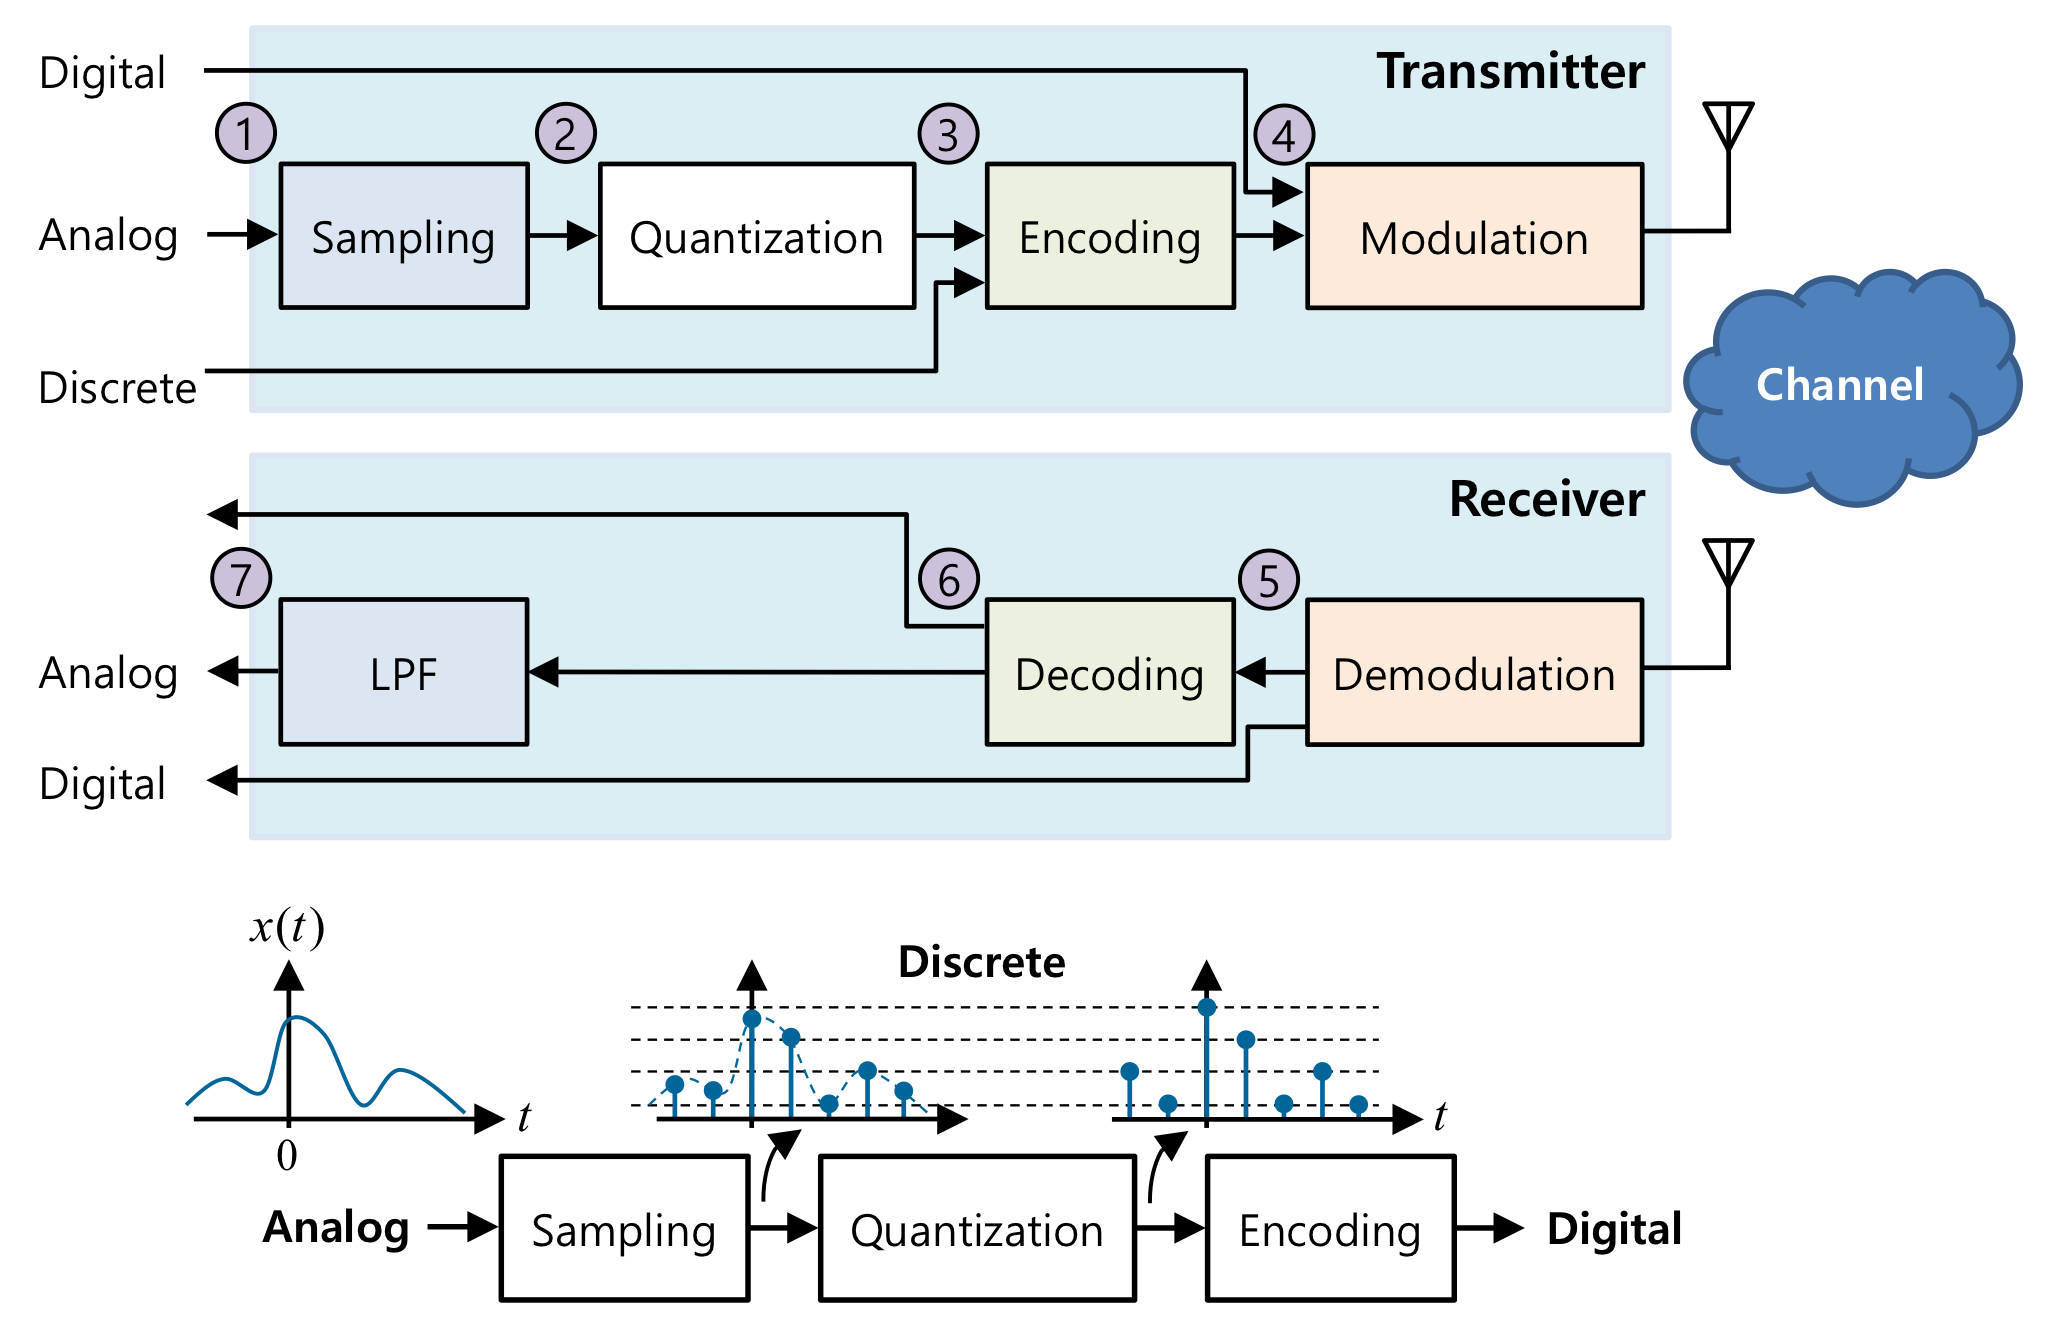 Digital
Transmitter
1
2
3
4
Analog
Sampling
Quantization
Encoding
Modulation
Discrete
Channel
Receiver
7
6
5
Analog
LPF
Decoding
Demodulation
Digital
x(t)
Discrete
t
t
0
Analog
Sampling
Quantization
Encoding
Digital